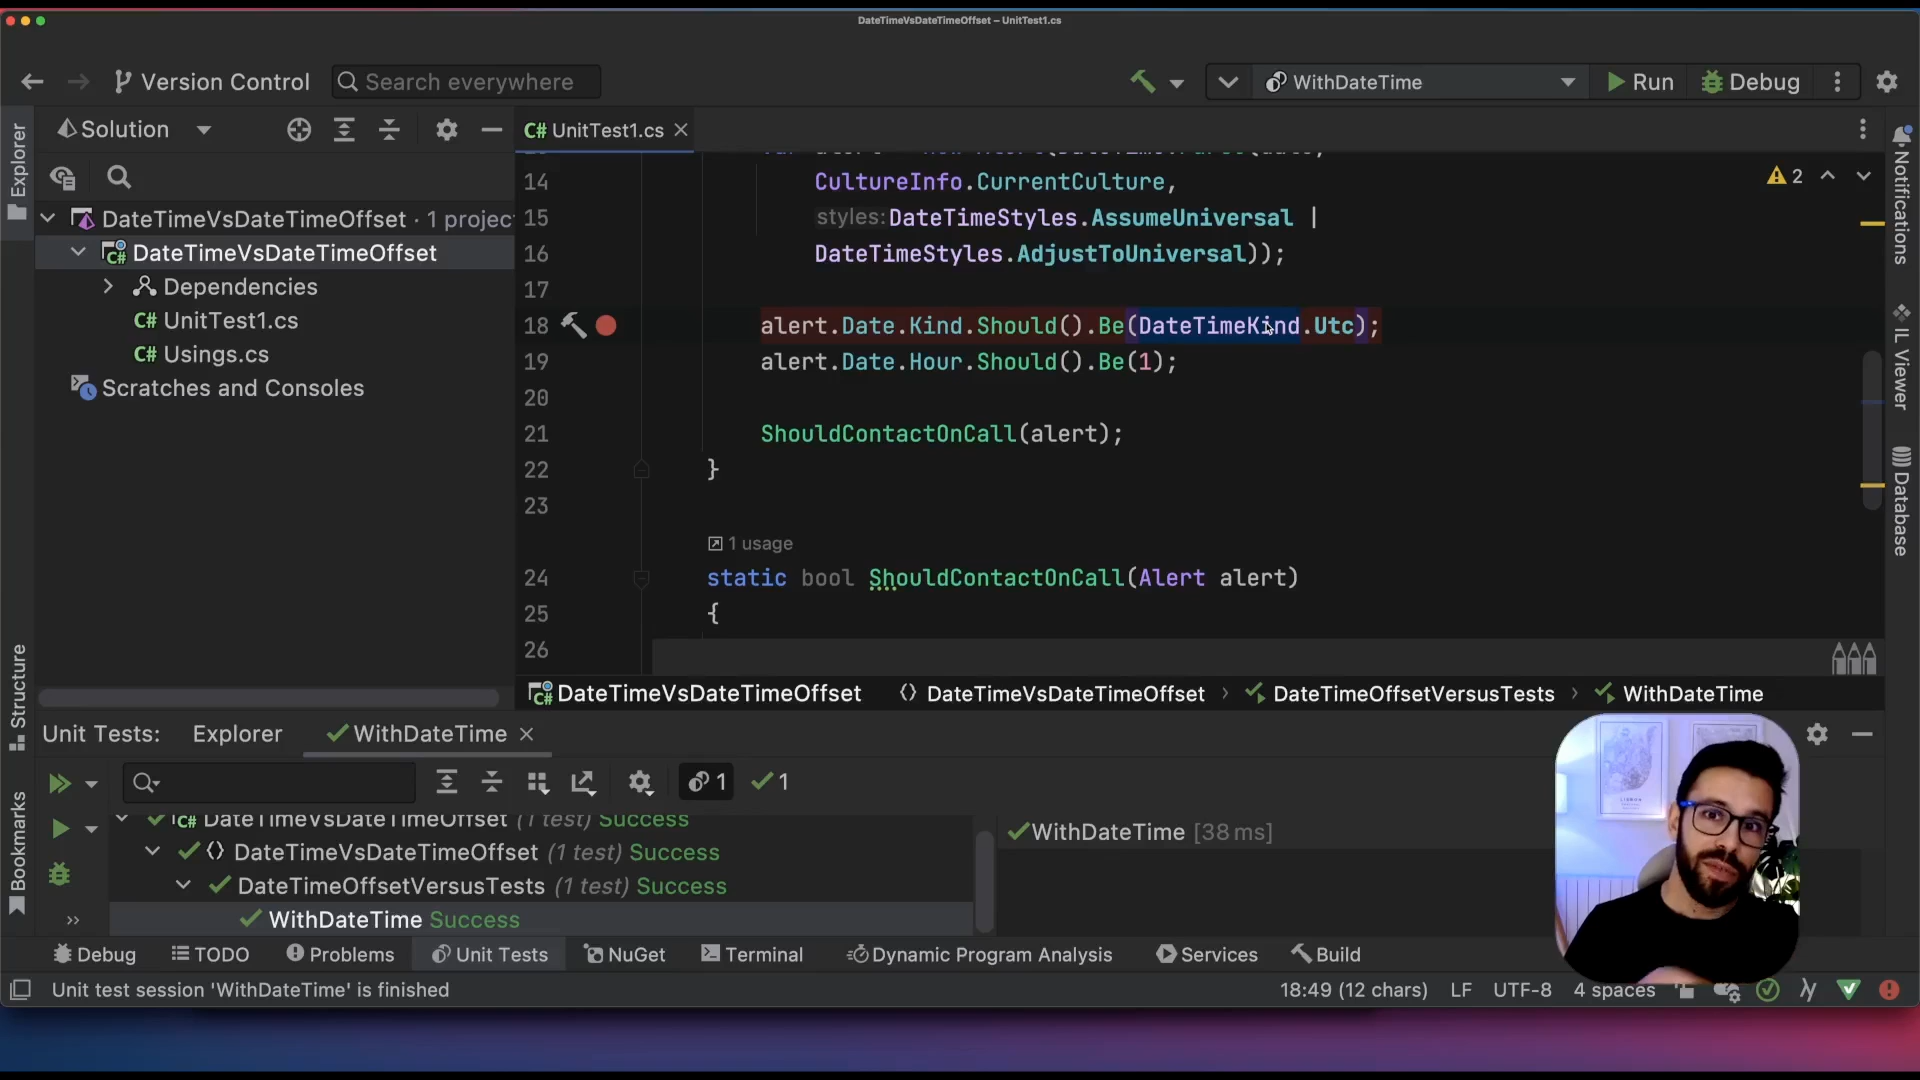 DateTimeVsDateTimeOffset – UnitTest1.cs
Version Control
Search everywhere
WithDateTime
Run
Debug
Explorer
Solution
C# UnitTest1.cs
Notifications
14
CultureInfo.CurrentCulture,
2
DateTimeVsDateTimeOffset · 1 projec
15
styles: DateTimeStyles.AssumeUniversal |
C# DateTimeVsDateTimeOffset
16
DateTimeStyles.AdjustToUniversal));
Dependencies
17
C# UnitTest1.cs
18
alert.Date.Kind.Should().Be(DateTimeKind.Utc);
IL Viewer
C# Usings.cs
19
alert.Date.Hour.Should().Be(1);
Scratches and Consoles
20
21
ShouldContactOnCall(alert);
22
}
Database
23
1 usage
24
static bool ShouldContactOnCall(Alert alert)
25
{
26
Structure
C# DateTimeVsDateTimeOffset
DateTimeVsDateTimeOffset
DateTimeOffsetVersusTests
WithDateTime
Unit Tests:
Explorer
WithDateTime
1
1
Bookmarks
C# DateTimeVsDateTimeOffset (1 test) Success
WithDateTime [38 ms]
DateTimeVsDateTimeOffset (1 test) Success
DateTimeOffsetVersusTests (1 test) Success
WithDateTime Success
LISBON
Debug
TODO
Problems
Unit Tests
NuGet
Terminal
Dynamic Program Analysis
Services
Build
Unit test session 'WithDateTime' is finished
18:49 (12 chars)
LF
UTF-8
4 spaces